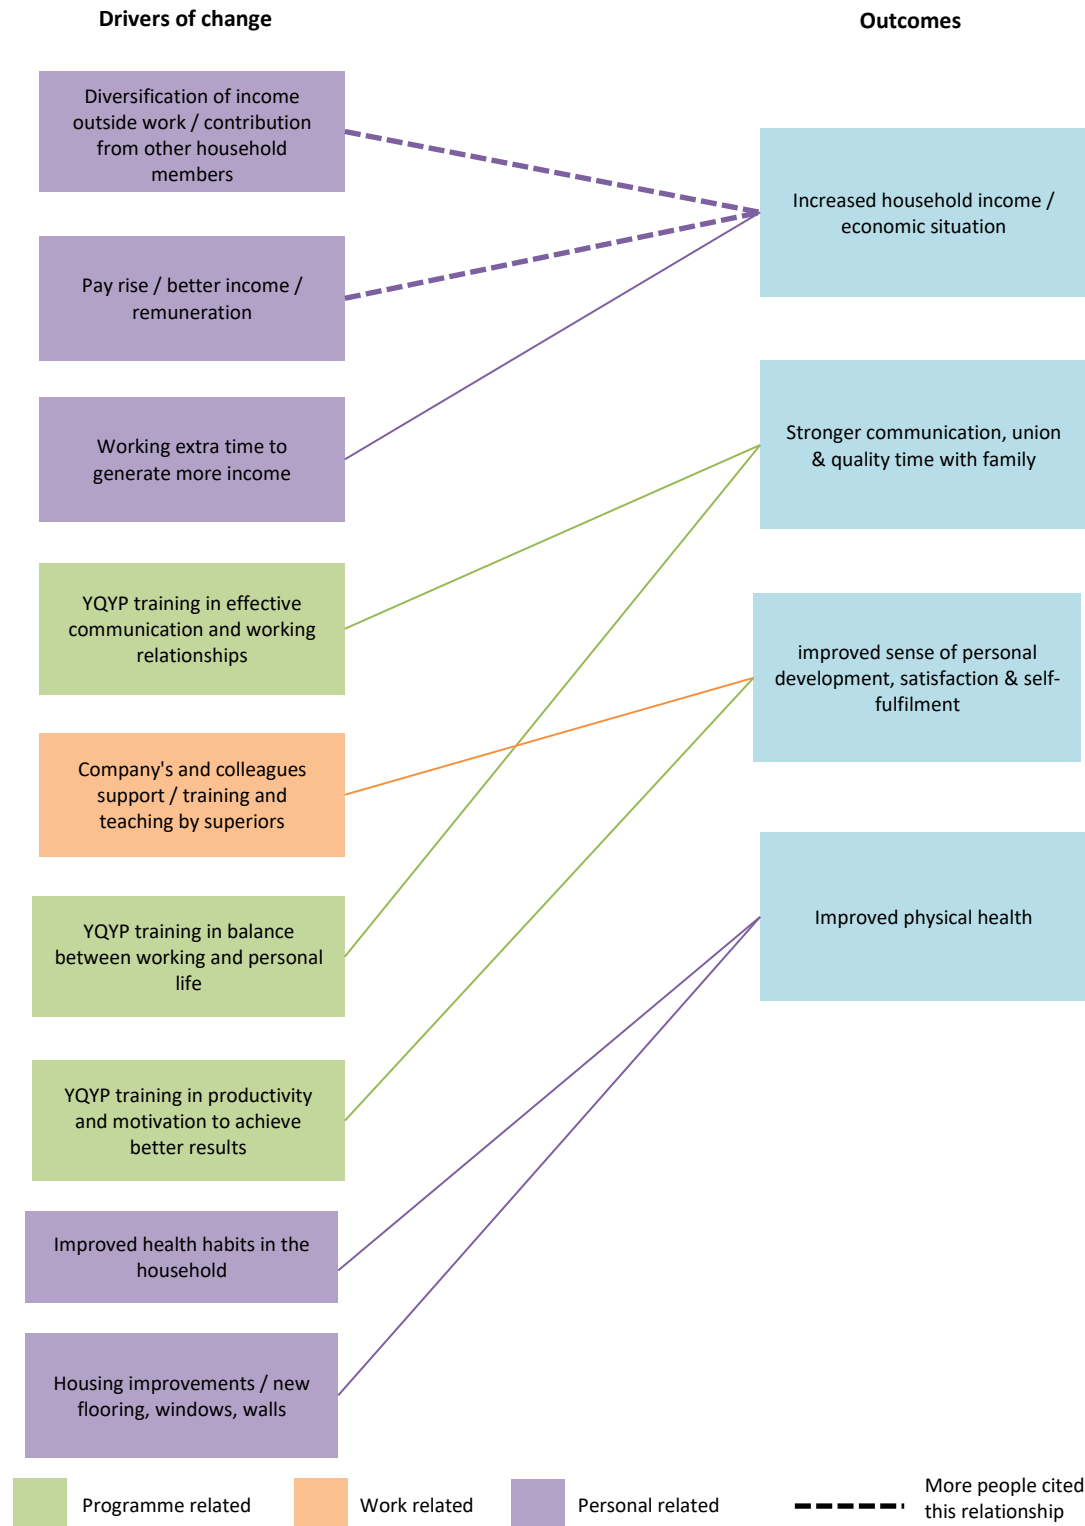 Drivers of change
Outcomes
Diversification of income
outside work / contribution
from other household
members
Increased household income /
economic situation
Pay rise / better income /
remuneration
Working extra time to
generate more income
Stronger communication, union
& quality time with family
YQYP training in effective
communication and working
relationships
improved sense of personal
development, satisfaction & self-
fulfilment
Company's and colleagues
support / training and
teaching by superiors
YQYP training in balance
between working and personal
life
Improved physical health
YQYP training in productivity
and motivation to achieve
better results
Improved health habits in the
household
Housing improvements / new
flooring, windows, walls
Programme related
Work related
Personal related
More people cited
this relationship